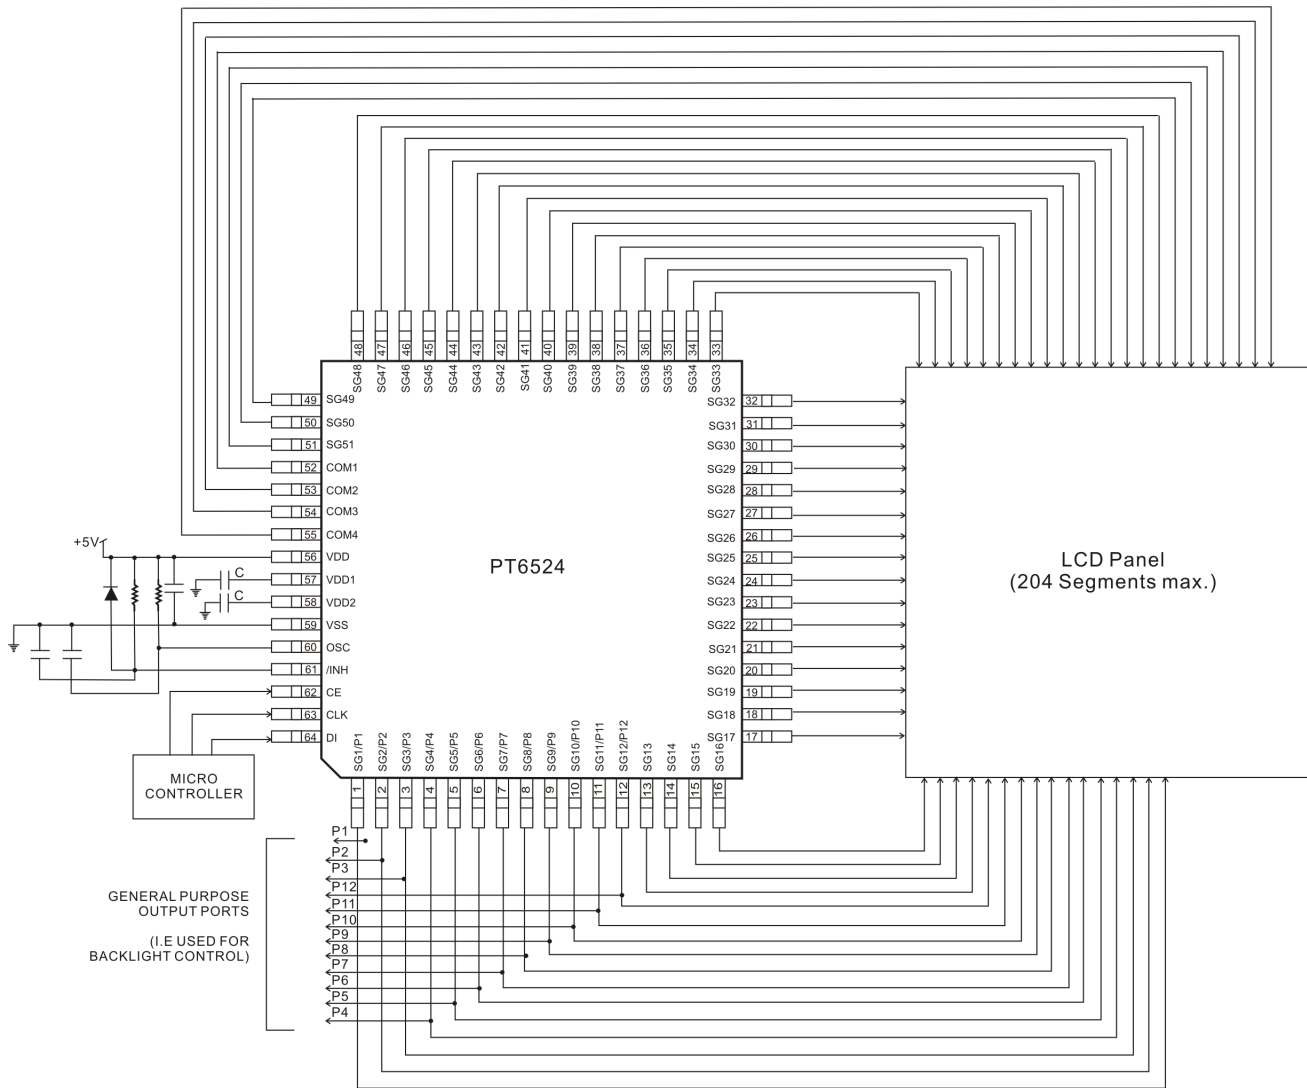 48
47
46
45
44
43
42
41
40
39
38
37
36
35
34
33
SG48
SG47
SG46
SG45
SG44
SG43
SG42
SG41
SG40
SG39
SG38
SG37
SG36
SG35
SG34
SG33
49 SG49
50 SG50
51 SG51
52 COM1
53 COM2
54 COM3
55 COM4
56 VDD
57 VDD1
58 VDD2
59 VSS
60 OSC
61 /INH
62 CE
63 CLK
64 DI
+5V
C
C
MICRO
CONTROLLER
PT6524
SG32 32
SG31 31
SG30 30
SG29 29
SG28 28
SG27 27
SG26 26
SG25 25
SG24 24
SG23 23
SG22 22
SG21 21
SG20 20
SG19 19
SG18 18
SG17 17
LCD Panel
(204 Segments max.)
SG1/P1
SG2/P2
SG3/P3
SG4/P4
SG5/P5
SG6/P6
SG7/P7
SG8/P8
SG9/P9
SG10/P10
SG11/P11
SG12/P12
SG13
SG14
SG15
SG16
1
2
3
4
5
6
7
8
9
10
11
12
13
14
15
16
P1
P2
P3
P12
P11
P10
P9
P8
P7
P6
P5
P4
GENERAL PURPOSE
OUTPUT PORTS
(I.E USED FOR
BACKLIGHT CONTROL)